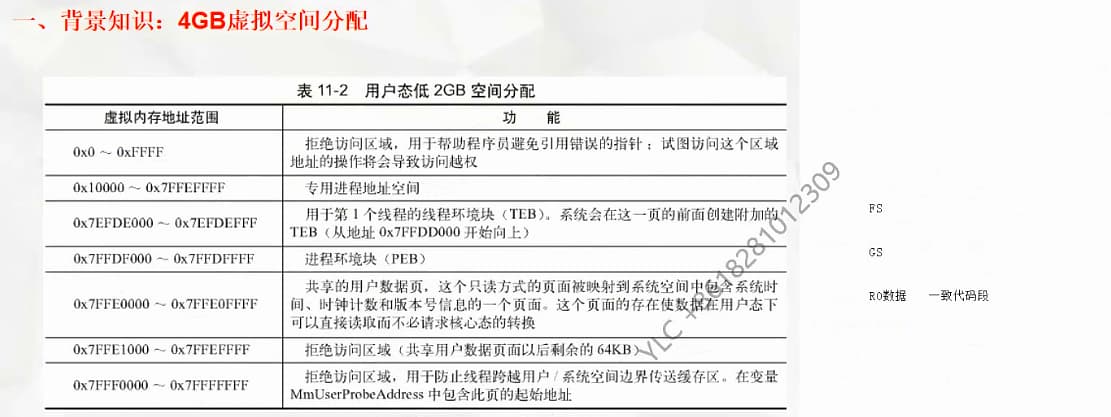 一、背景知识：4GB虚拟空间分配
表 11-2 用户态低 2GB 空间分配
虚拟内存地址范围 功 能
0x0 ～ 0xFFFF 拒绝访问区域，用于帮助程序员避免引用错误的指针；试图访问这个区域
地址的操作将会导致访问越权
0x10000 ～ 0x7FFEFFFF 专用进程地址空间
0x7EFDE000 ～ 0x7EFDEFFF 用于第 1 个线程的线程环境块（TEB）。系统会在这一页的前面创建附加的
TEB（从地址 0x7FFDD000 开始向上）
0x7FFDF000 ～ 0x7FFDFFFF 进程环境块（PEB）
0x7FFE0000 ～ 0x7FFE0FFFF 共享的用户数据页，这个只读方式的页面被映射到系统空间中包含系统时
间、时钟计数和版本号信息的一个页面。这个页面的存在使数据在用户态下
可以直接读取而不必请求核心态的转换
0x7FFE1000 ～ 0x7FFEFFFF 拒绝访问区域（共享用户数据页面以后剩余的 64KB）
0x7FFF0000 ～ 0x7FFFFFFF 拒绝访问区域，用于防止线程跨越用户 / 系统空间边界传送缓存区。在变量
MmUserProbeAddress 中包含此页的起始地址
FS
GS
R0数据 一致代码段